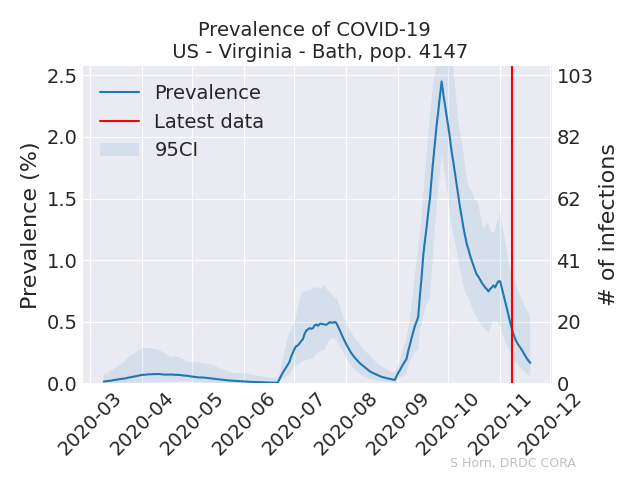 Prevalence of COVID-19
US - Virginia - Bath, pop. 4147
Prevalence
Latest data
95CI
Prevalence (%)
2.5
2.0
1.5
1.0
0.5
0.0
103
82
62
41
20
0
# of infections
2020-03
2020-04
2020-05
2020-06
2020-07
2020-08
2020-09
2020-10
2020-11
2020-12
S Horn, DRDC CORA